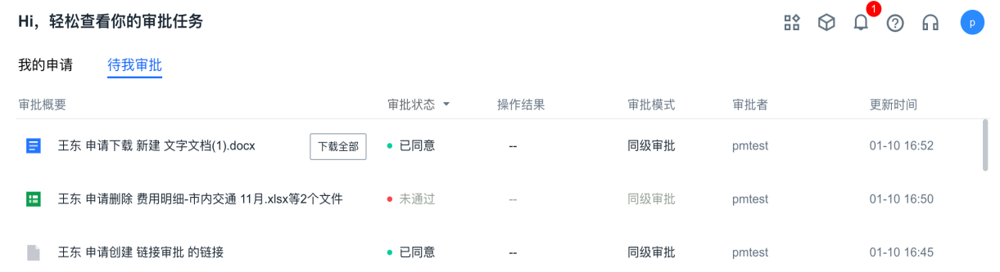 Hi，轻松查看你的审批任务
1
p
我的申请 待我审批
审批概要 审批状态 操作结果 审批模式 审批者 更新时间
王东 申请下载 新建 文字文档(1).docx 下载全部 已同意 -- 同级审批 pmtest 01-10 16:52
王东 申请删除 费用明细-市内交通 11月.xlsx等2个文件 未通过 -- 同级审批 pmtest 01-10 16:50
王东 申请创建 链接审批 的链接 已同意 -- 同级审批 pmtest 01-10 16:45